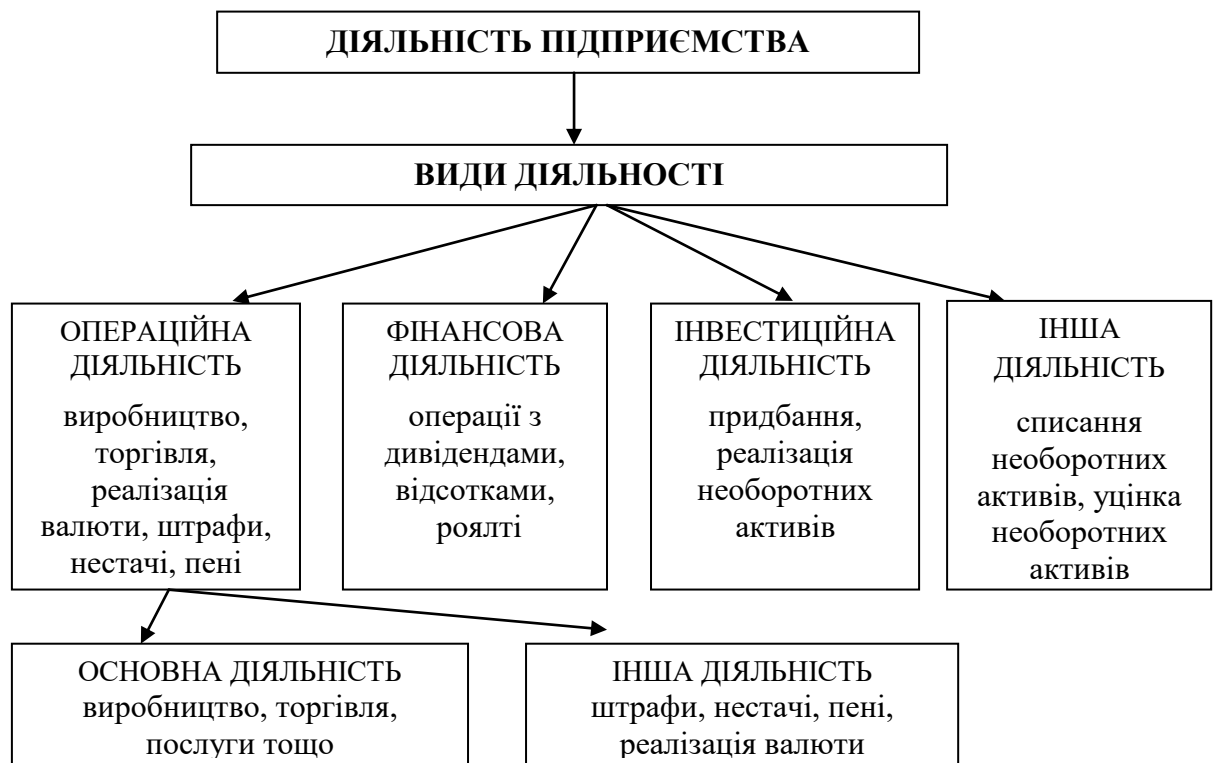 ДІЯЛЬНІСТЬ ПІДПРИЄМСТВА
ВИДИ ДІЯЛЬНОСТІ
ОПЕРАЦІЙНА
ДІЯЛЬНІСТЬ
виробництво,
торгівля,
реалізація
валюти, штрафи,
нестачі, пені
ФІНАНСОВА
ДІЯЛЬНІСТЬ
операції з
дивідендами,
відсотками,
роялті
ІНВЕСТИЦІЙНА
ДІЯЛЬНІСТЬ
придбання,
реалізація
необоротних
активів
ІНША
ДІЯЛЬНІСТЬ
списання
необоротних
активів, уцінка
необоротних
активів
ОСНОВНА ДІЯЛЬНІСТЬ
виробництво, торгівля,
послуги тощо
ІНША ДІЯЛЬНІСТЬ
штрафи, нестачі, пені,
реалізація валюти